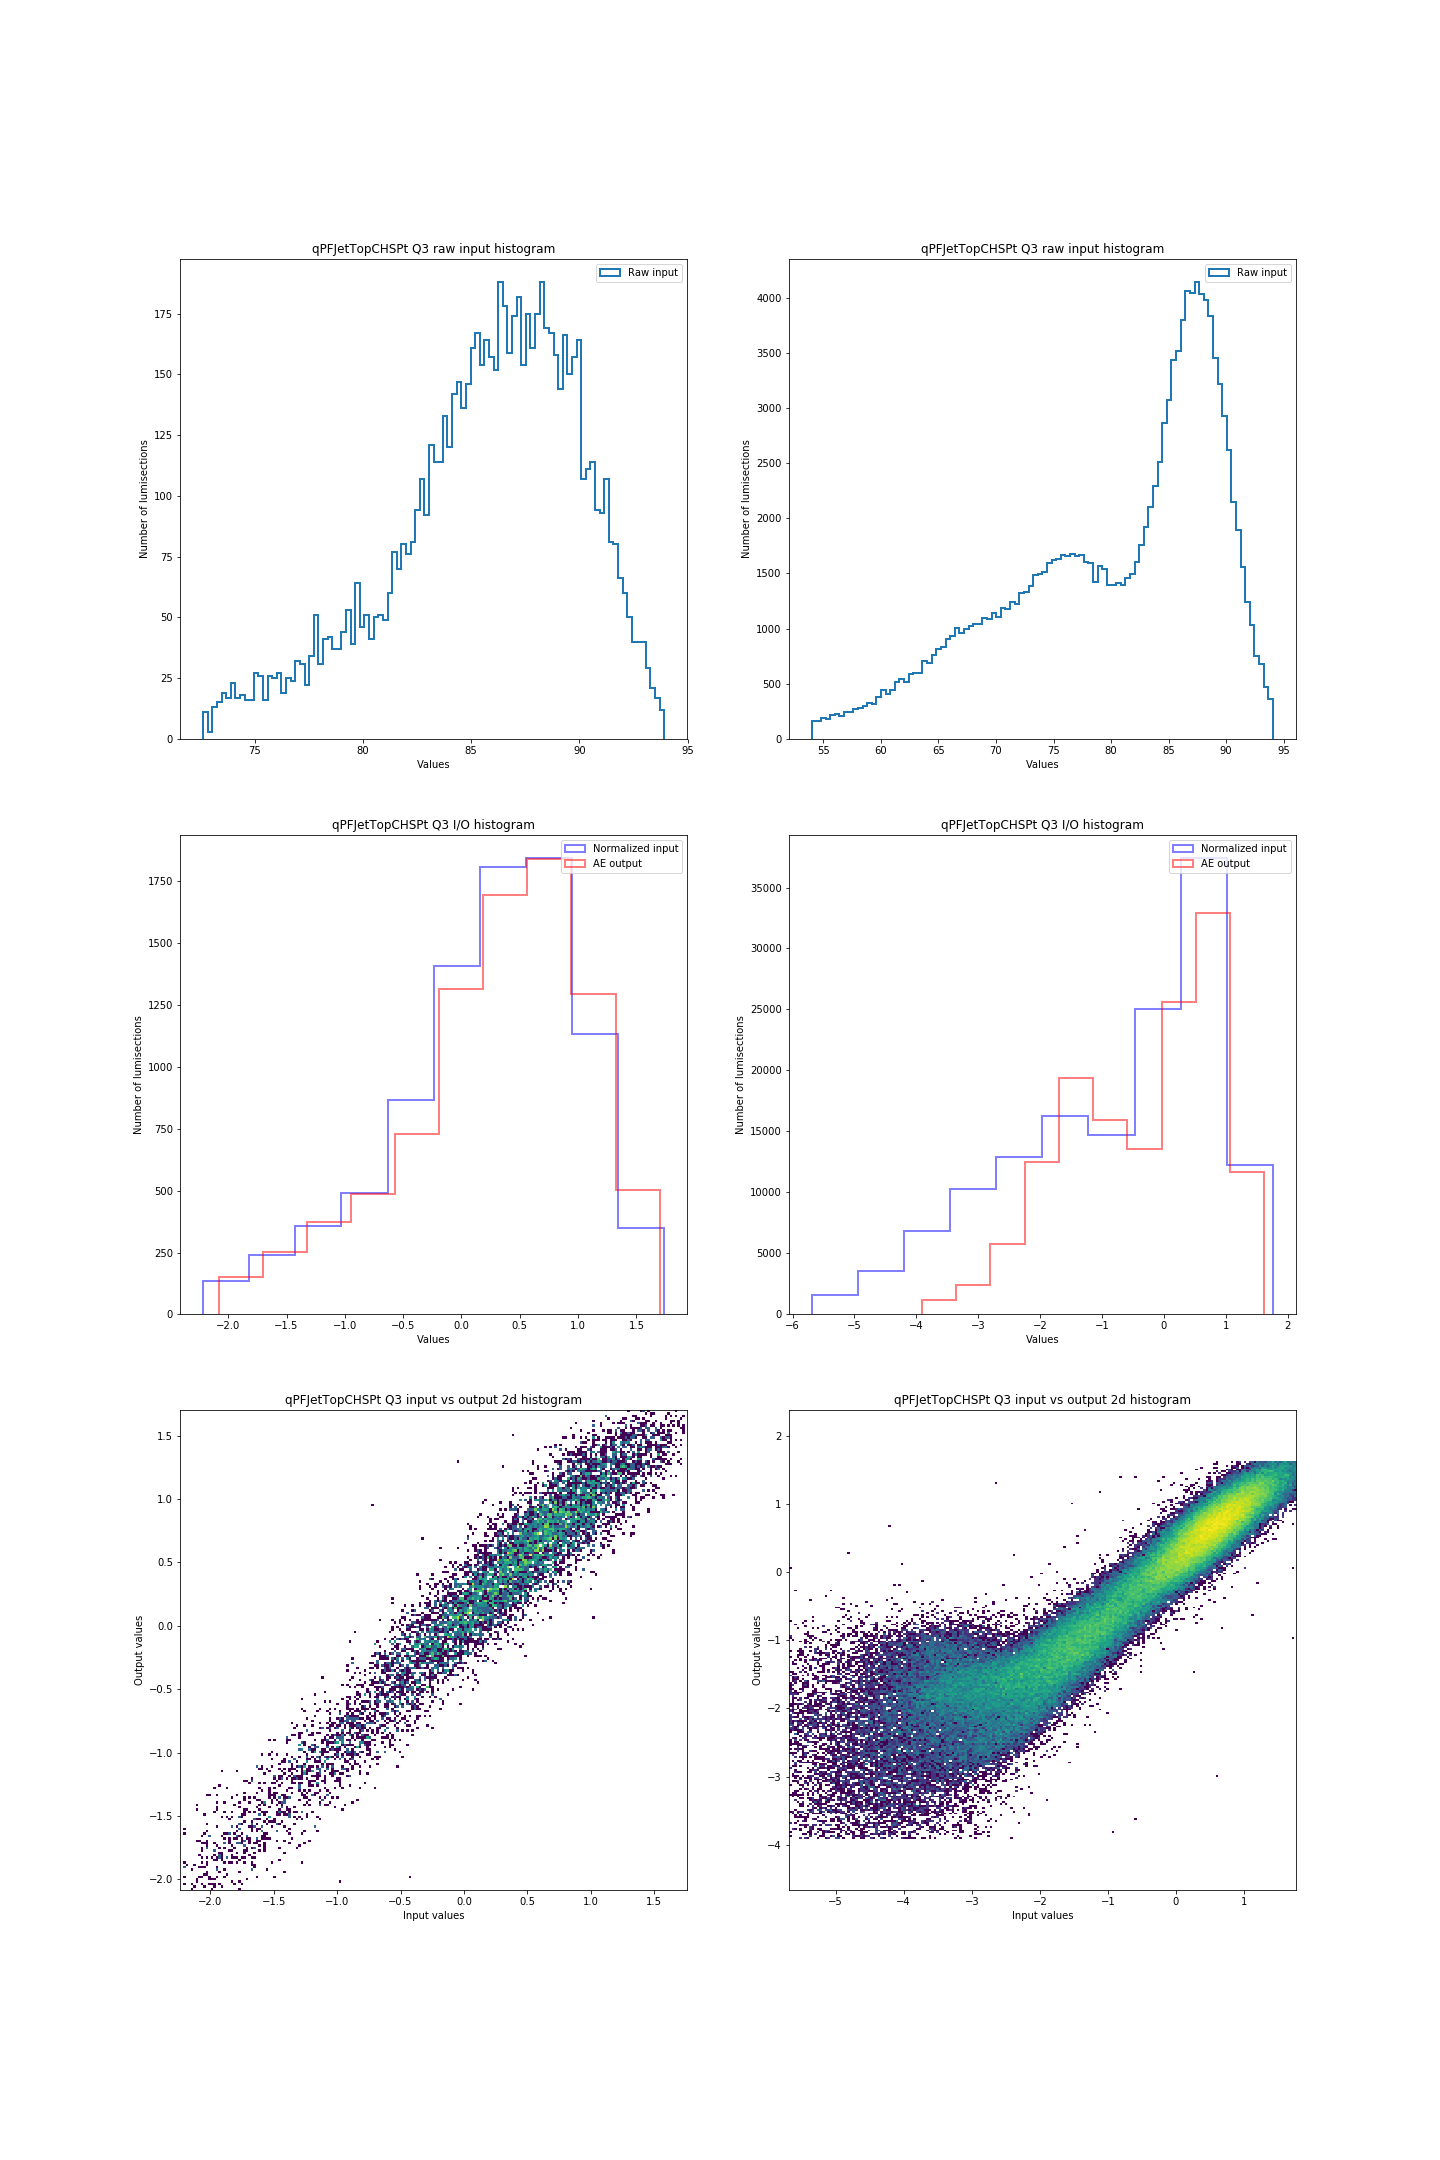 qPFJetTopCHSPt Q3 raw input histogram
Raw input
Number of lumisections
175
150
125
100
75
50
25
0
75 80 85 90 95
Values
qPFJetTopCHSPt Q3 raw input histogram
Raw input
Number of lumisections
4000
3500
3000
2500
2000
1500
1000
500
0
55 60 65 70 75 80 85 90 95
Values
qPFJetTopCHSPt Q3 I/O histogram
Normalized input
AE output
Number of lumisections
1750
1500
1250
1000
750
500
250
0
−2.0 −1.5 −1.0 −0.5 0.0 0.5 1.0 1.5
Values
qPFJetTopCHSPt Q3 I/O histogram
Normalized input
AE output
Number of lumisections
35000
30000
25000
20000
15000
10000
5000
0
−6 −5 −4 −3 −2 −1 0 1 2
Values
qPFJetTopCHSPt Q3 input vs output 2d histogram
Output values
1.5
1.0
0.5
0.0
−0.5
−1.0
−1.5
−2.0
−2.0 −1.5 −1.0 −0.5 0.0 0.5 1.0 1.5
Input values
qPFJetTopCHSPt Q3 input vs output 2d histogram
Output values
2
1
0
−1
−2
−3
−4
−5 −4 −3 −2 −1 0 1
Input values